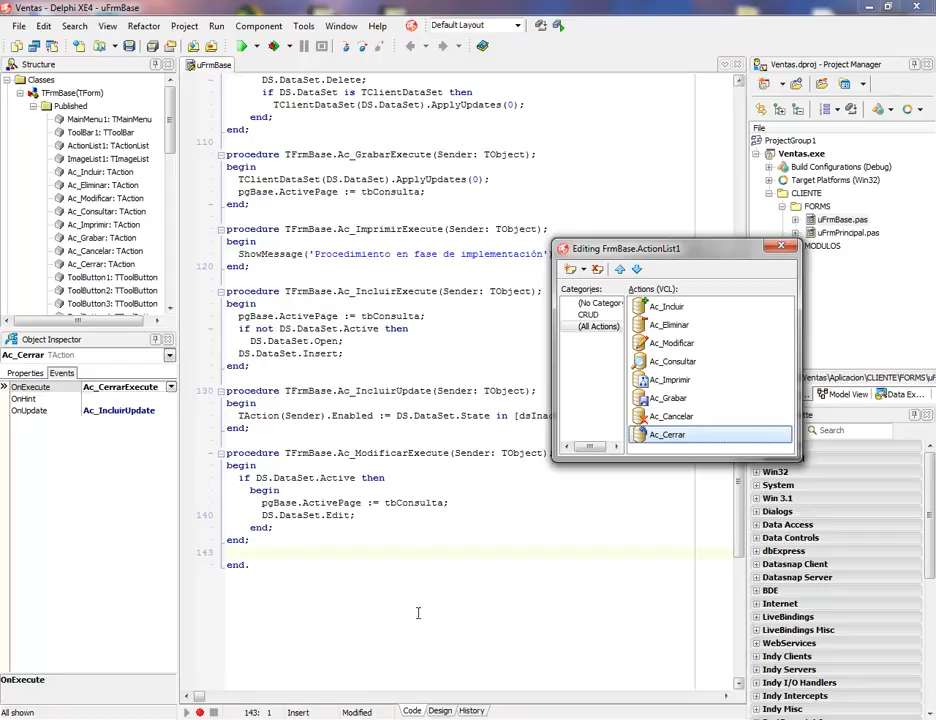 Ventas - Delphi XE4 - uFrmBase
File Edit Search View Refactor Project Run Component Tools Window Help
Default Layout
Structure
Classes
TFrmBase(TForm)
Published
MainMenu1: TMainMenu
ToolBar1: TToolBar
ActionList1: TActionList
ImageList1: TImageList
Ac_Incluir: TAction
Ac_Eliminar: TAction
Ac_Modificar: TAction
Ac_Consultar: TAction
Ac_Imprimir: TAction
Ac_Grabar: TAction
Ac_Cancelar: TAction
Ac_Cerrar: TAction
ToolButton1: TToolButton
ToolButton2: TToolButton
ToolButton3: TToolButton
Object Inspector
Ac_Cerrar TAction
Properties Events
OnExecute Ac_CerrarExecute
OnHint
OnUpdate Ac_IncluirUpdate
OnExecute
All shown
uFrmBase
DS.DataSet.Delete;
if DS.DataSet is TClientDataSet then
TClientDataSet(DS.DataSet).ApplyUpdates(0);
end;
end;
110
procedure TFrmBase.Ac_GrabarExecute(Sender: TObject);
begin
TClientDataSet(DS.DataSet).ApplyUpdates(0);
pgBase.ActivePage := tbConsulta;
end;
procedure TFrmBase.Ac_ImprimirExecute(Sender: TObject);
begin
ShowMessage('Procedimiento en fase de implementación'
120 end;
procedure TFrmBase.Ac_IncluirExecute(Sender: TObject);
begin
pgBase.ActivePage := tbConsulta;
if not DS.DataSet.Active then
DS.DataSet.Open;
DS.DataSet.Insert;
end;
130 procedure TFrmBase.Ac_IncluirUpdate(Sender: TObject);
begin
TAction(Sender).Enabled := DS.DataSet.State in [dsInac
end;
procedure TFrmBase.Ac_ModificarExecute(Sender: TObject);
begin
if DS.DataSet.Active then
begin
pgBase.ActivePage := tbConsulta;
140 DS.DataSet.Edit;
end;
end;
143
end.
143: 1 Insert Modified Code Design History
Editing FrmBase.ActionList1
Categories: Actions (VCL):
(No Categor
CRUD
(All Actions)
Ac_Incluir
Ac_Eliminar
Ac_Modificar
Ac_Consultar
Ac_Imprimir
Ac_Grabar
Ac_Cancelar
Ac_Cerrar
Ventas.dproj - Project Manager
File
ProjectGroup1
Ventas.exe
Build Configurations (Debug)
Target Platforms (Win32)
CLIENTE
FORMS
uFrmBase.pas
uFrmPrincipal.pas
MODULOS
Ventas\Aplicacion\CLIENTE\FORMS\uF
Model View Data Ex...
Search
Win32
System
Win 3.1
Dialogs
Data Access
Data Controls
dbExpress
Datasnap Client
Datasnap Server
BDE
Internet
LiveBindings
LiveBindings Misc
Indy Clients
Indy Servers
Indy I/O Handlers
Indy Intercepts
Indy Misc